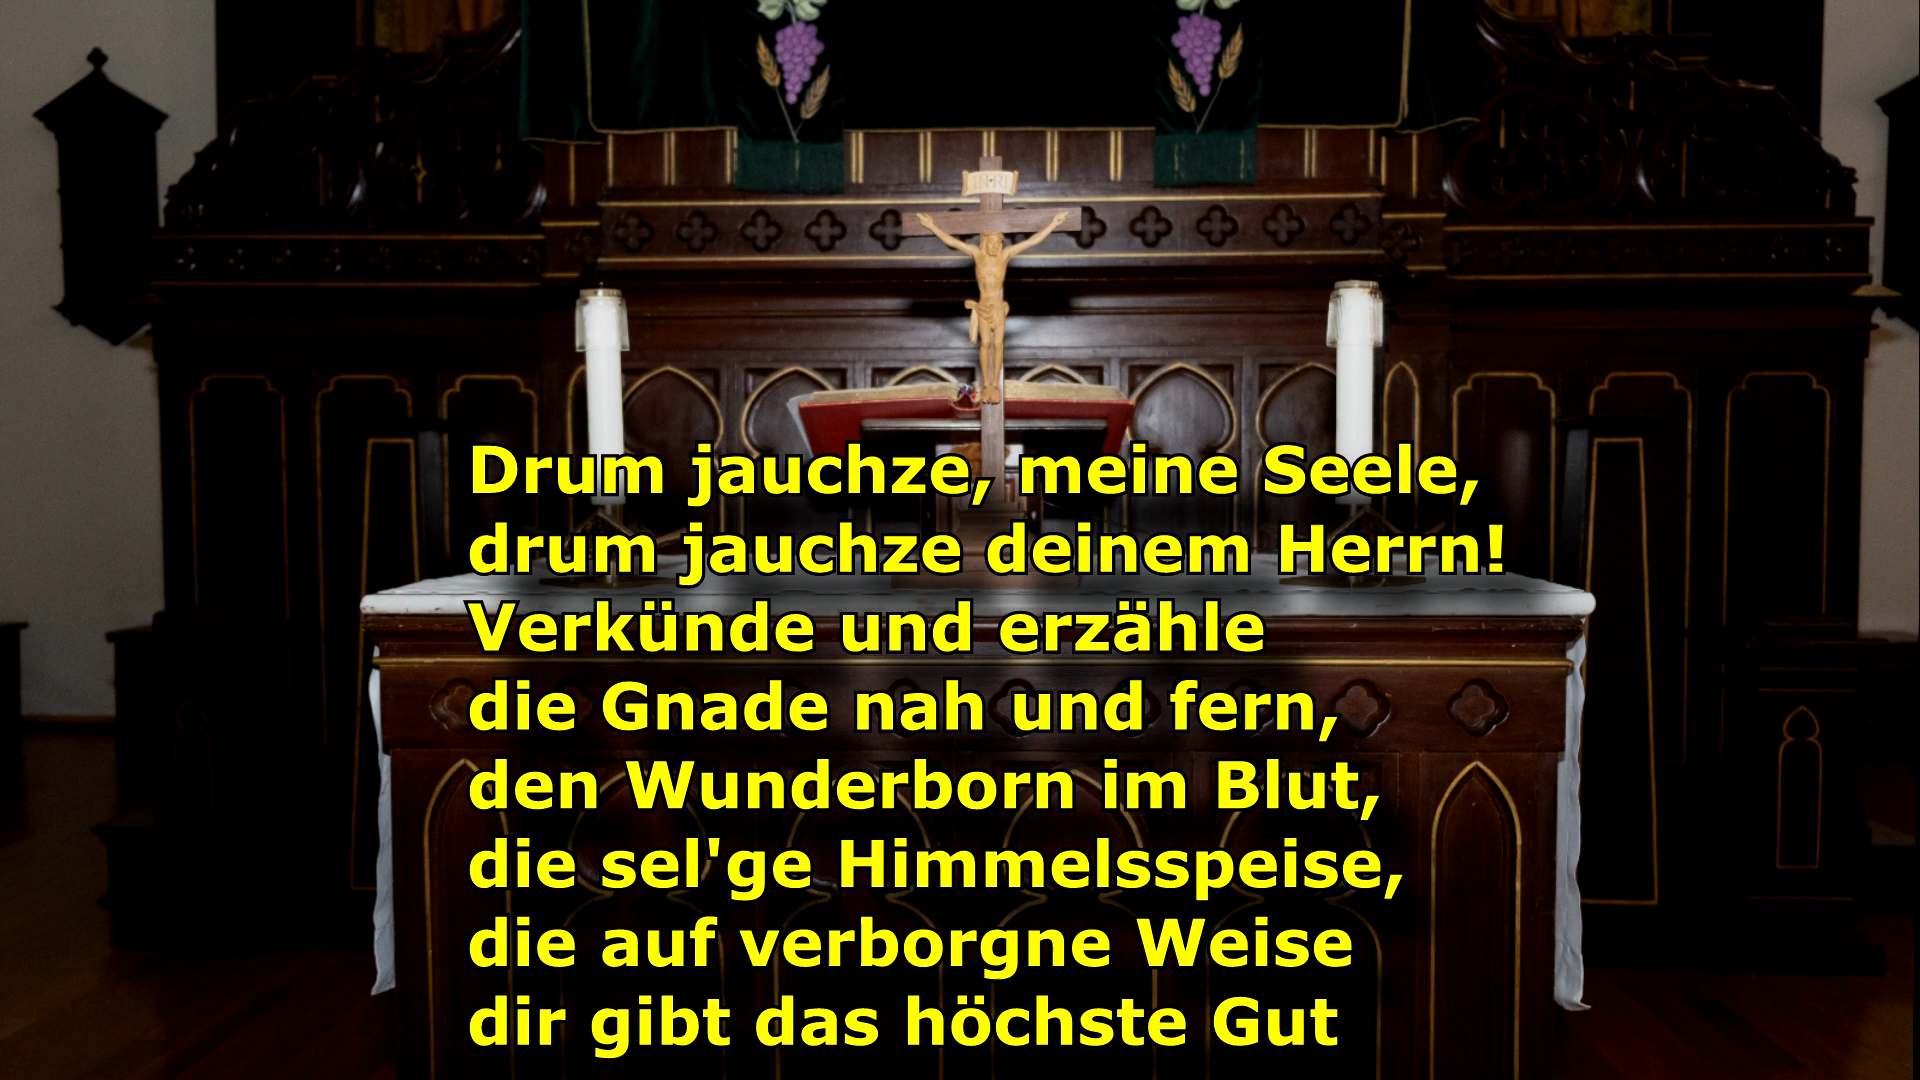 INRI
Drum jauchze, meine Seele,
drum jauchze deinem Herrn!
Verkünde und erzähle
die Gnade nah und fern,
den Wunderborn im Blut,
die sel'ge Himmelsspeise,
die auf verborgne Weise
dir gibt das höchste Gut